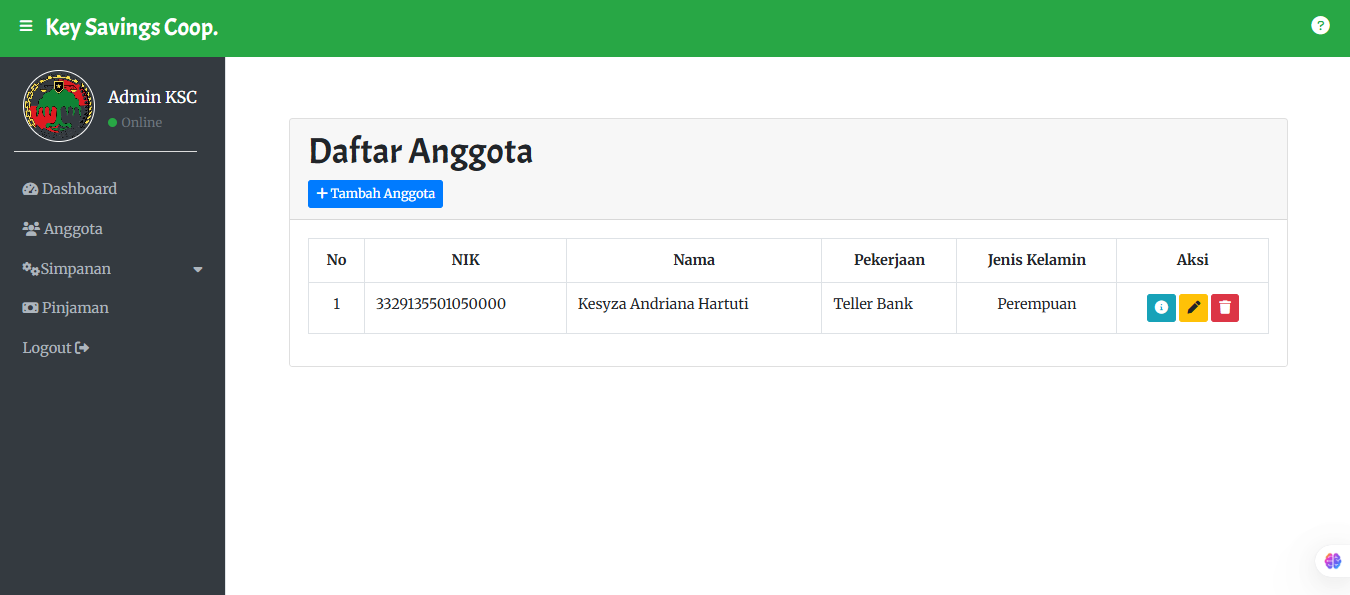 Key Savings Coop.
?
Admin KSC
Online
Dashboard
Anggota
Simpanan
Pinjaman
Logout
Daftar Anggota
+ Tambah Anggota
No NIK Nama Pekerjaan Jenis Kelamin Aksi
1 3329135501050000 Kesyza Andriana Hartuti Teller Bank Perempuan